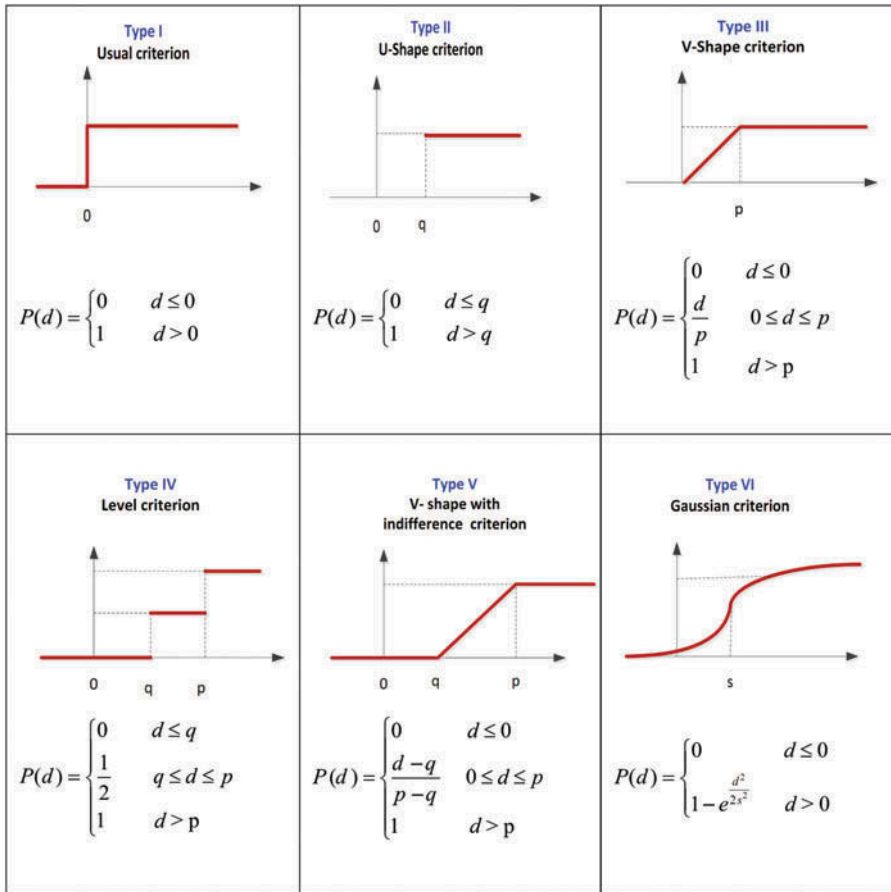 Type I
Usual criterion
0
P(d) = {0 d ≤ 0
1 d > 0
Type II
U-Shape criterion
0 q
P(d) = {0 d ≤ q
1 d > q
Type III
V-Shape criterion
p
P(d) = {0 d ≤ 0
d/p 0 ≤ d ≤ p
1 d > p
Type IV
Level criterion
0 q p
P(d) = {0 d ≤ q
1/2 q ≤ d ≤ p
1 d > p
Type V
V- shape with
indifference criterion
0 q p
P(d) = {0 d ≤ 0
(d − q)/(p − q) 0 ≤ d ≤ p
1 d > p
Type VI
Gaussian criterion
s
P(d) = {0 d ≤ 0
1 − e^(d²/2s²) d > 0